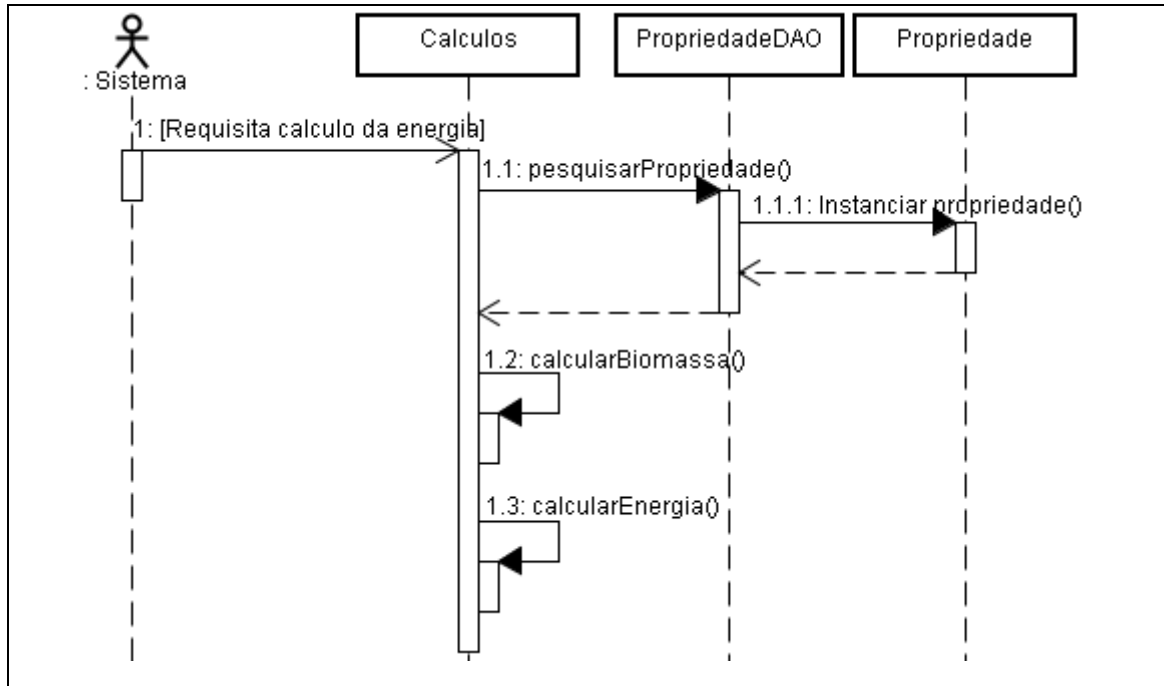 Calculos
PropriedadeDAO
Propriedade
: Sistema
1: [Requisita calculo da energia]
1.1: pesquisarPropriedade()
1.1.1: Instanciar propriedade()
1.2: calcularBiomassa()
1.3: calcularEnergia()